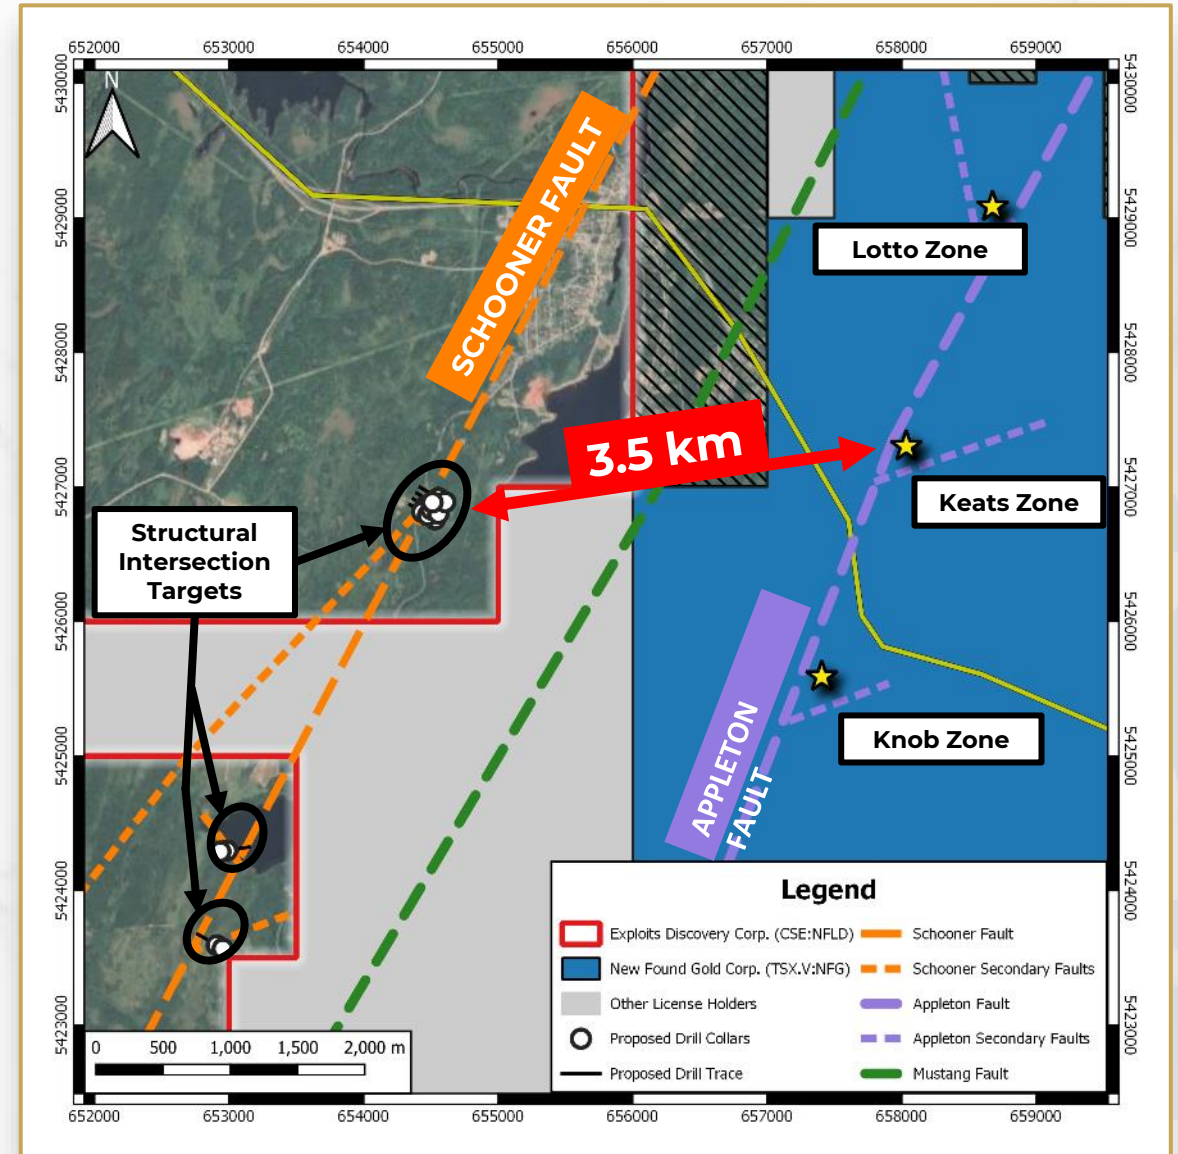 652000 653000 654000 655000 656000 657000 658000 659000
5430000
5429000
5428000
5427000
5426000
5425000
5424000
5423000
N
SCHOONER FAULT
Lotto Zone
3.5 km
Keats Zone
Structural
Intersection
Targets
APPLETON
FAULT
Knob Zone
Legend
Exploits Discovery Corp. (CSE:NFLD)
New Found Gold Corp. (TSX.V:NFG)
Other License Holders
Proposed Drill Collars
Proposed Drill Trace
Schooner Fault
Schooner Secondary Faults
Appleton Fault
Appleton Secondary Faults
Mustang Fault
0 500 1,000 1,500 2,000 m
5430000
5429000
5428000
5427000
5426000
5425000
5424000
5423000
652000 653000 654000 655000 656000 657000 658000 659000